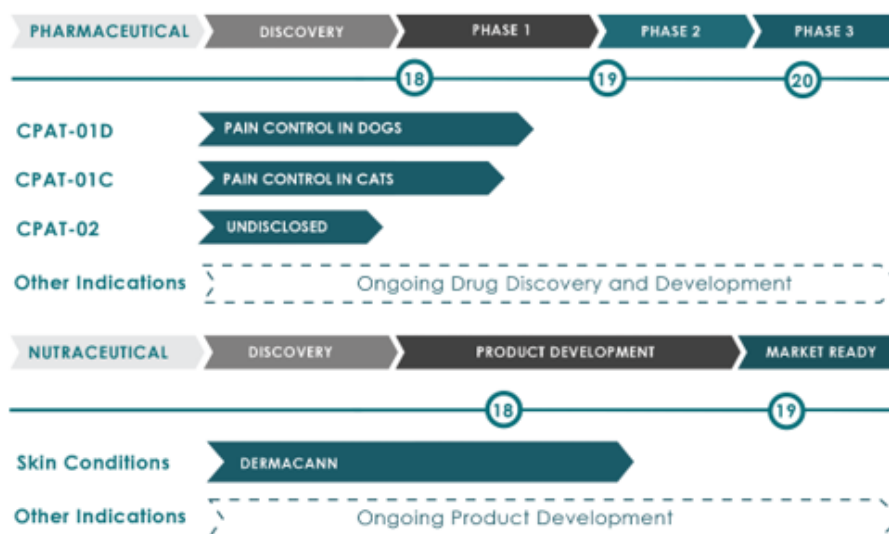 PHARMACEUTICAL DISCOVERY PHASE 1 PHASE 2 PHASE 3
18 19 20
CPAT-01D PAIN CONTROL IN DOGS
CPAT-01C PAIN CONTROL IN CATS
CPAT-02 UNDISCLOSED
Other Indications Ongoing Drug Discovery and Development
NUTRACEUTICAL DISCOVERY PRODUCT DEVELOPMENT MARKET READY
18 19
Skin Conditions DERMACANN
Other Indications Ongoing Product Development